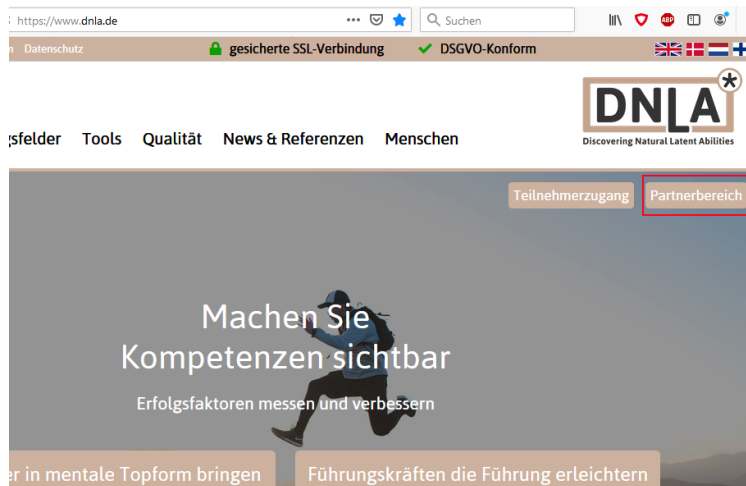 https://www.dnla.de
Suchen
Datenschutz
gesicherte SSL-Verbindung
DSGVO-Konform
DNLA*
Discovering Natural Latent Abilities
Tools Qualität News & Referenzen Menschen
Teilnehmerzugang Partnerbereich
Machen Sie
Kompetenzen sichtbar
Erfolgsfaktoren messen und verbessern
in mentale Topform bringen
Führungskräften die Führung erleichtern